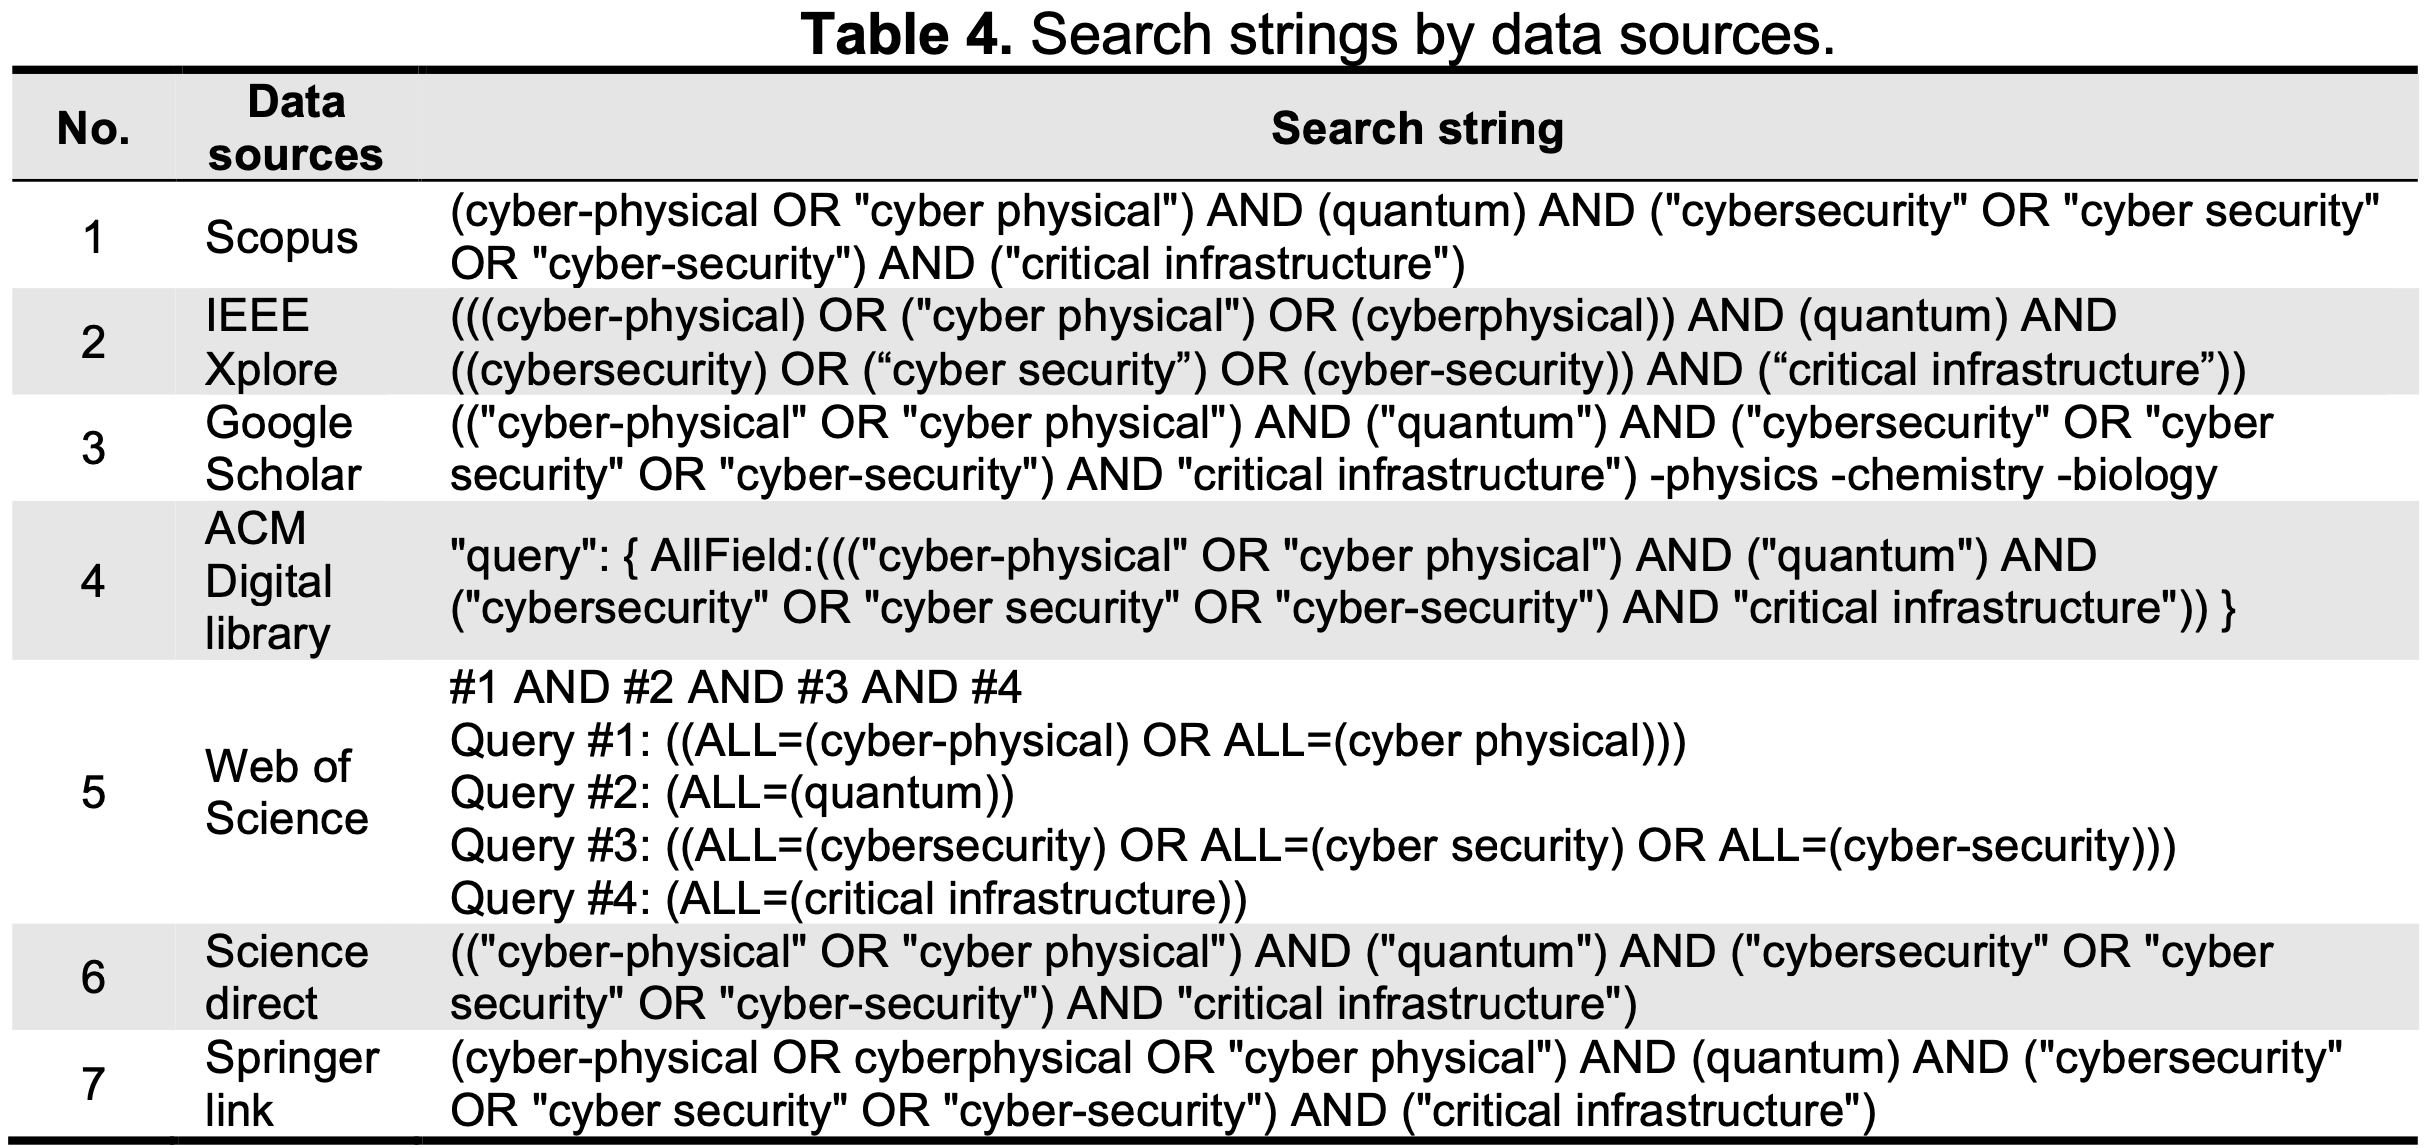 Table 4. Search strings by data sources.
No.
Data
sources
Search string
1
Scopus
(cyber-physical OR "cyber physical") AND (quantum) AND ("cybersecurity" OR "cyber security"
OR "cyber-security") AND ("critical infrastructure")
2
IEEE
Xplore
(((cyber-physical) OR ("cyber physical") OR (cyberphysical)) AND (quantum) AND
((cybersecurity) OR (“cyber security”) OR (cyber-security)) AND (“critical infrastructure”))
3
Google
Scholar
(("cyber-physical" OR "cyber physical") AND ("quantum") AND ("cybersecurity" OR "cyber
security" OR "cyber-security") AND "critical infrastructure") -physics -chemistry -biology
4
ACM
Digital
library
"query": { AllField:((("cyber-physical" OR "cyber physical") AND ("quantum") AND
("cybersecurity" OR "cyber security" OR "cyber-security") AND "critical infrastructure")) }
5
Web of
Science
#1 AND #2 AND #3 AND #4
Query #1: ((ALL=(cyber-physical) OR ALL=(cyber physical)))
Query #2: (ALL=(quantum))
Query #3: ((ALL=(cybersecurity) OR ALL=(cyber security) OR ALL=(cyber-security)))
Query #4: (ALL=(critical infrastructure))
6
Science
direct
(("cyber-physical" OR "cyber physical") AND ("quantum") AND ("cybersecurity" OR "cyber
security" OR "cyber-security") AND "critical infrastructure")
7
Springer
link
(cyber-physical OR cyberphysical OR "cyber physical") AND (quantum) AND ("cybersecurity"
OR "cyber security" OR "cyber-security") AND ("critical infrastructure")